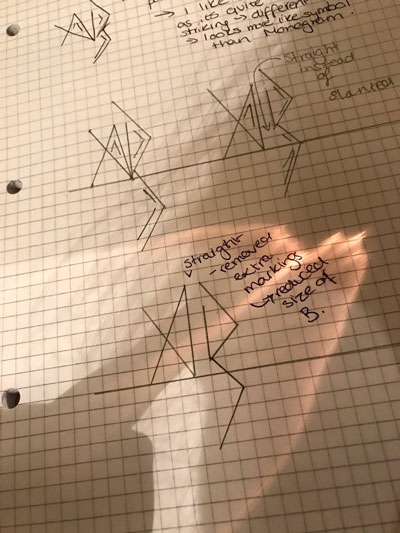 → I like
as its quite
striking → different
→ looks more like symbol
than Monogram.
straight
instead
of
slanted
straight
- removed
extra
markings
↳ reduced
size of
B.